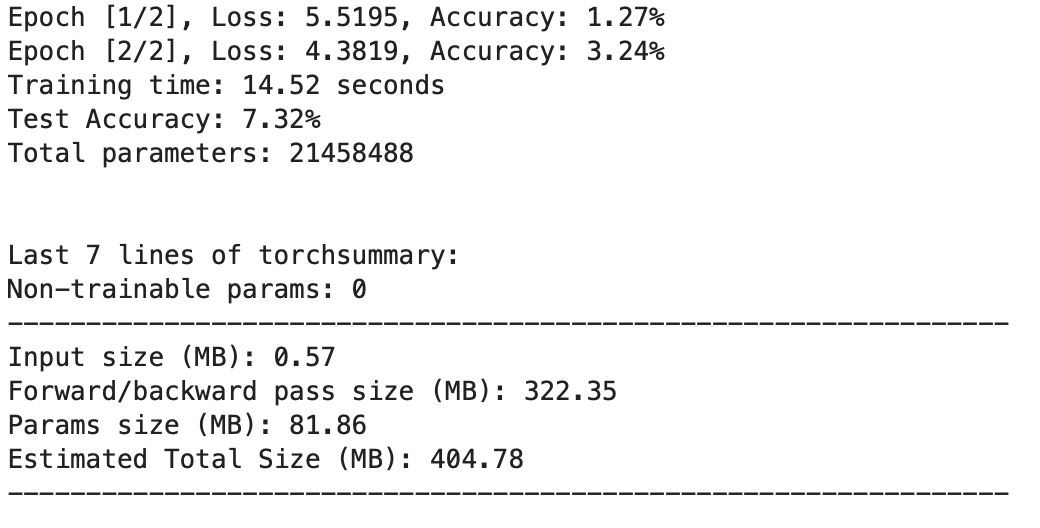 Epoch [1/2], Loss: 5.5195, Accuracy: 1.27%
Epoch [2/2], Loss: 4.3819, Accuracy: 3.24%
Training time: 14.52 seconds
Test Accuracy: 7.32%
Total parameters: 21458488
Last 7 lines of torchsummary:
Non-trainable params: 0
----------------------------------------------------------------
Input size (MB): 0.57
Forward/backward pass size (MB): 322.35
Params size (MB): 81.86
Estimated Total Size (MB): 404.78
----------------------------------------------------------------